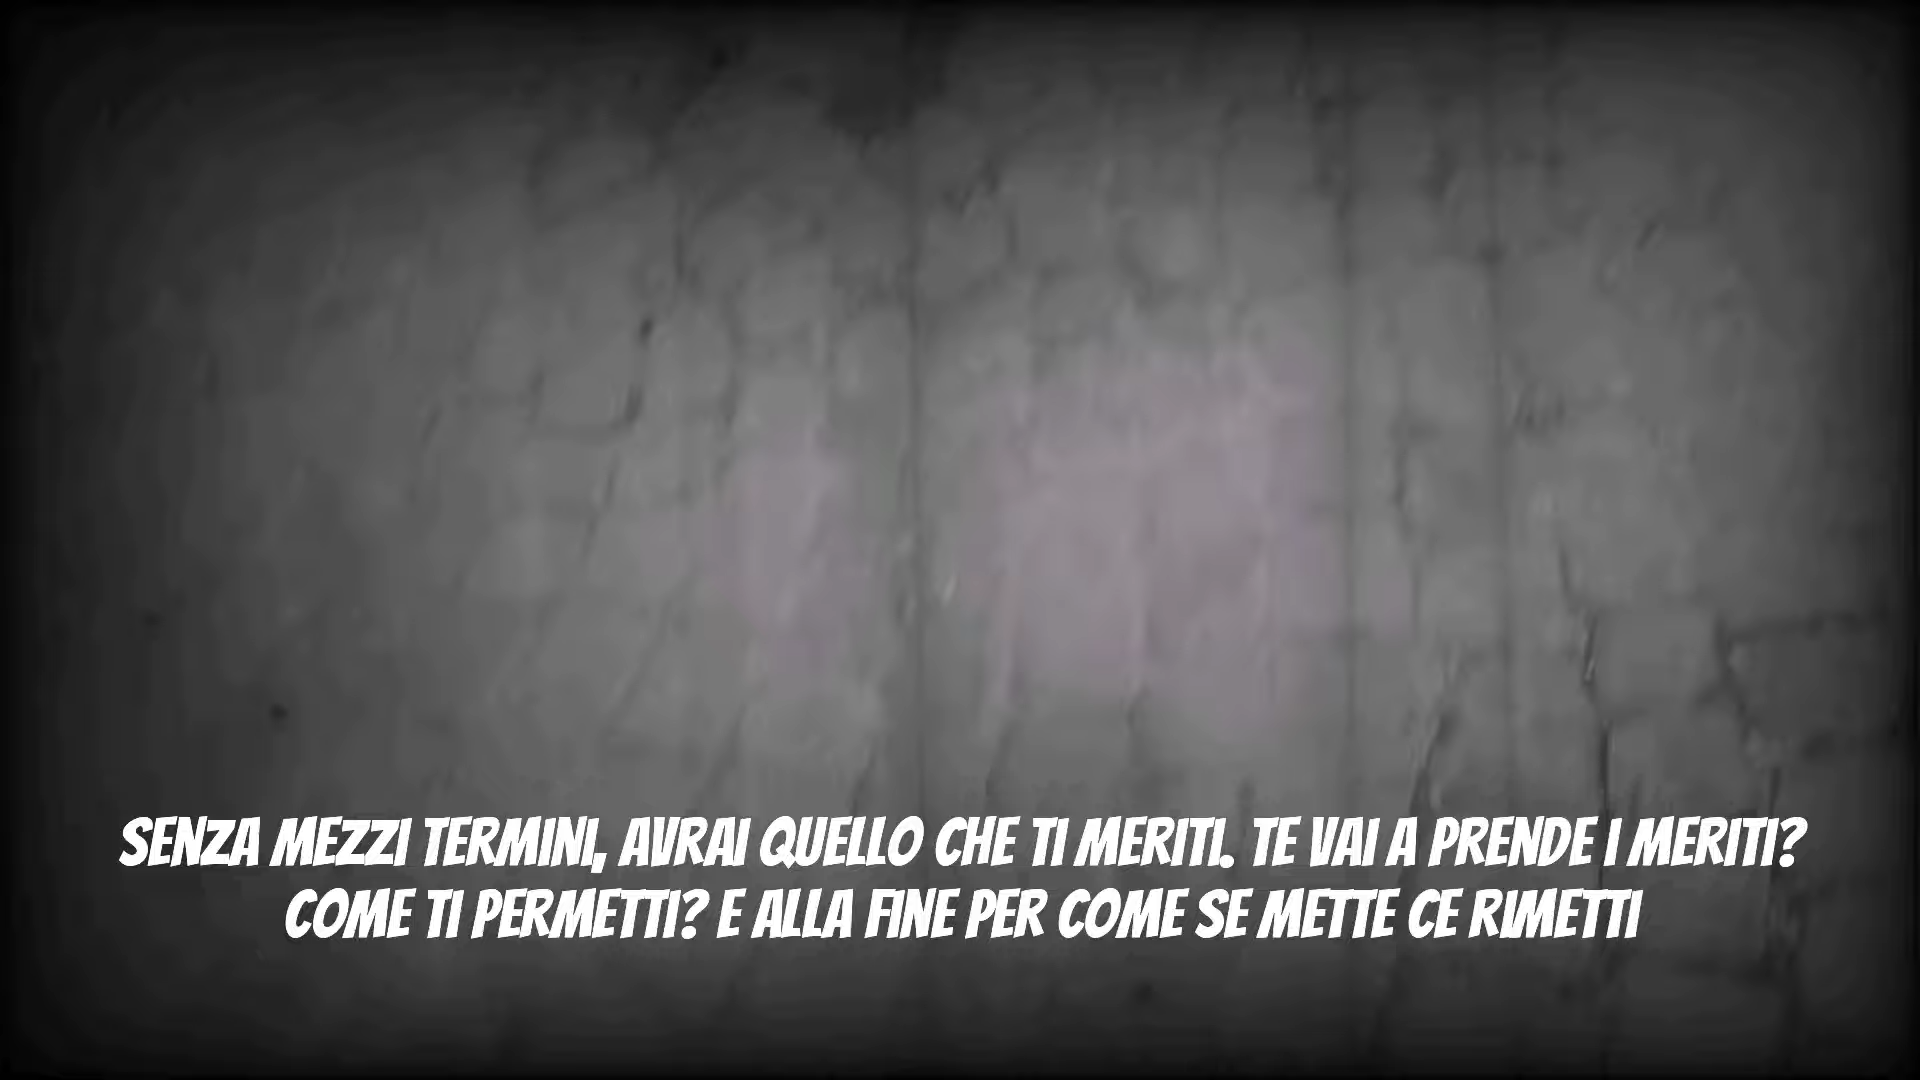 SENZA MEZZI TERMINI, AVRAI QUELLO CHE TI MERITI. TE VAI A PRENDE I MERITI?
COME TI PERMETTI? E ALLA FINE PER COME SE METTE CE RIMETTI